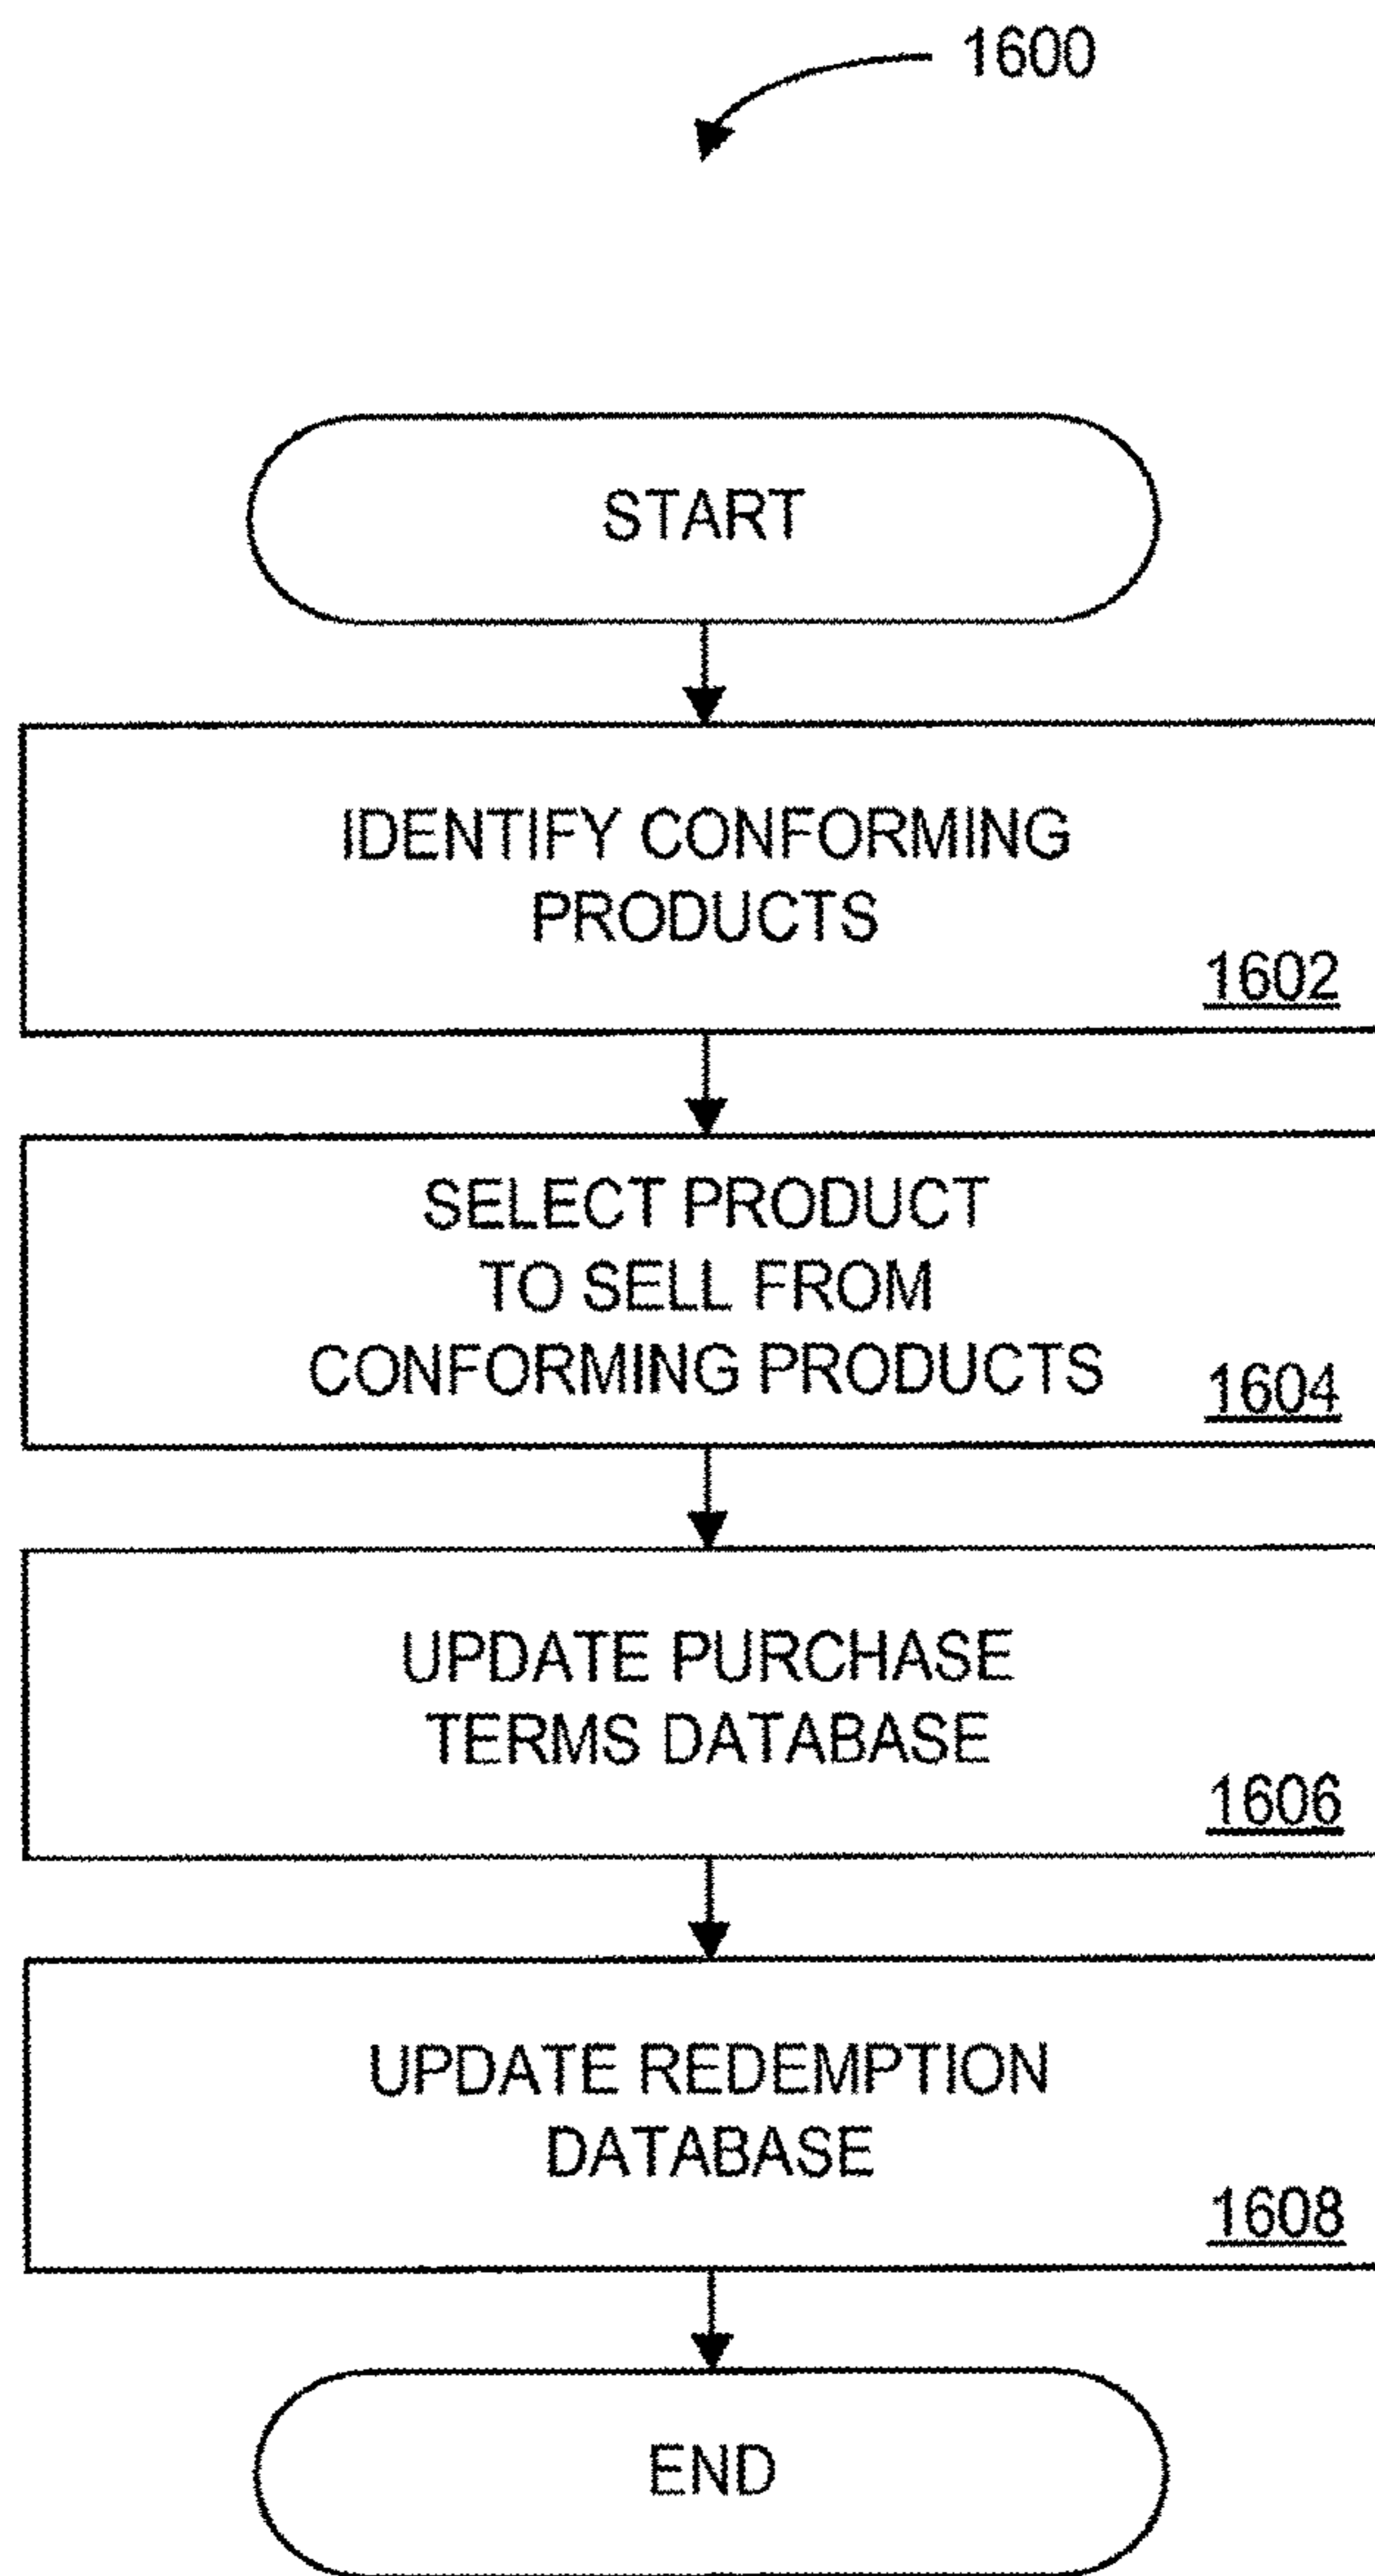 1600
START
IDENTIFY CONFORMING
PRODUCTS
1602
SELECT PRODUCT
TO SELL FROM
CONFORMING PRODUCTS
1604
UPDATE PURCHASE
TERMS DATABASE
1606
UPDATE REDEMPTION
DATABASE
1608
END